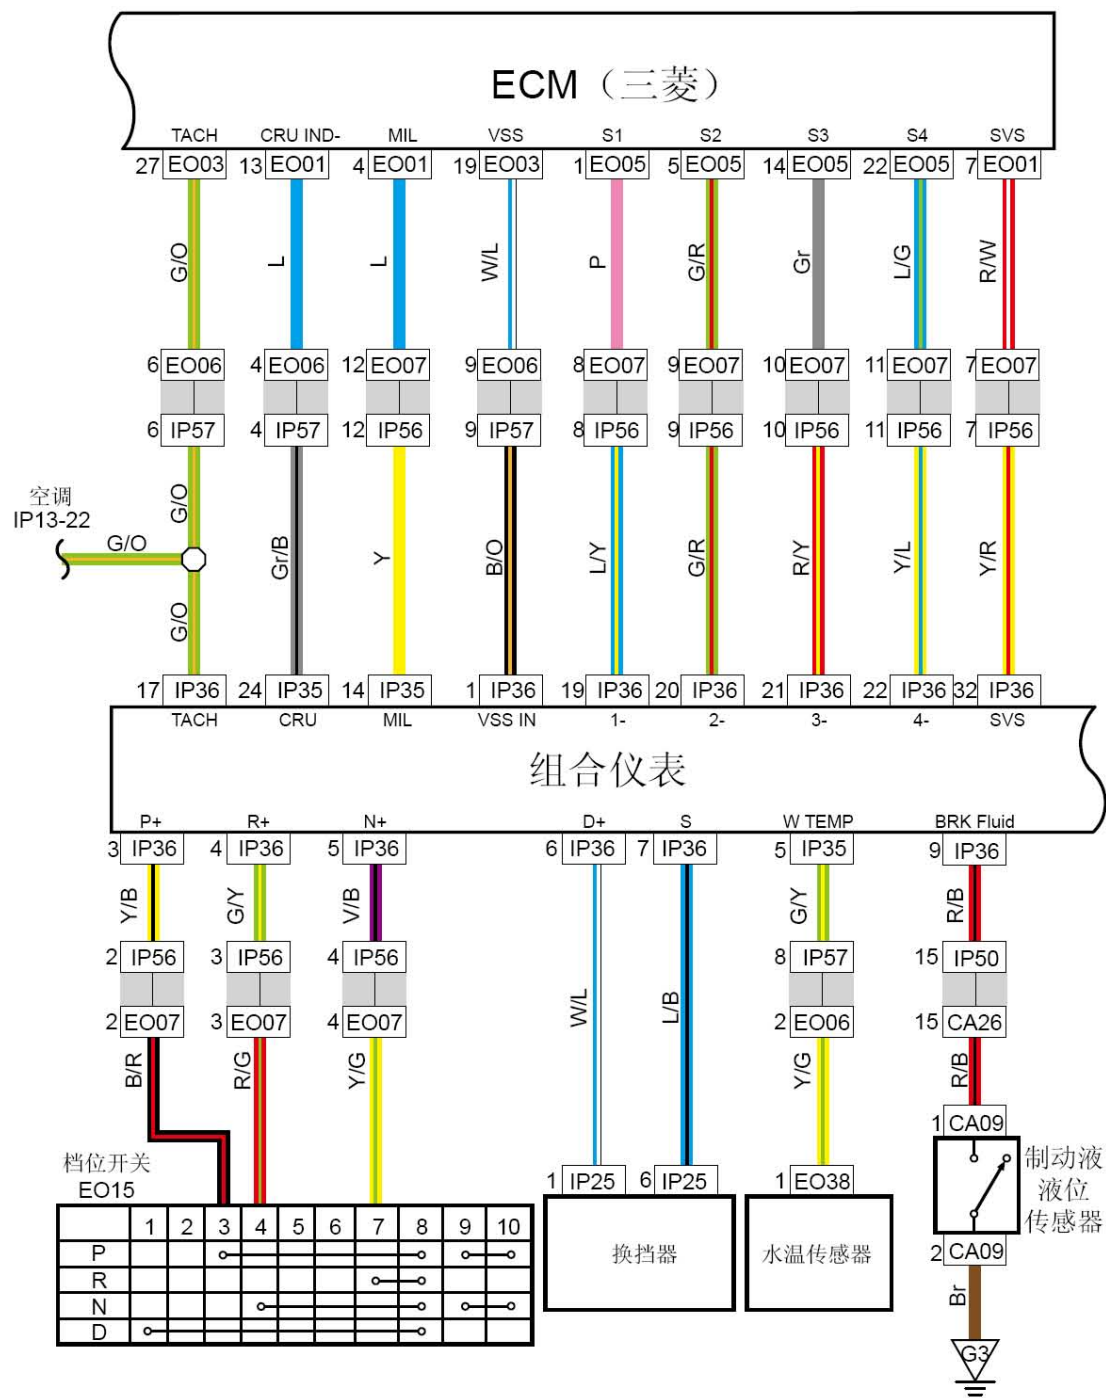 ECM（三菱）
TACH CRU IND- MIL VSS S1 S2 S3 S4 SVS
27 EO03 13 EO01 4 EO01 19 EO03 1 EO05 5 EO05 14 EO05 22 EO05 7 EO01
G/O L L W/L P G/R Gr L/G R/W
6 EO06 4 EO06 12 EO07 9 EO06 8 EO07 9 EO07 10 EO07 11 EO07 7 EO07
6 IP57 4 IP57 12 IP56 9 IP57 8 IP56 9 IP56 10 IP56 11 IP56 7 IP56
空调
IP13-22
G/O
G/O Gr/B Y B/O L/Y G/R R/Y Y/L Y/R
G/O
17 IP36 24 IP35 14 IP35 1 IP36 19 IP36 20 IP36 21 IP36 22 IP36 32 IP36
TACH CRU MIL VSS IN 1- 2- 3- 4- SVS
组合仪表
P+ R+ N+ D+ S W TEMP BRK Fluid
3 IP36 4 IP36 5 IP36 6 IP36 7 IP36 5 IP35 9 IP36
Y/B G/Y V/B G/Y R/B
2 IP56 3 IP56 4 IP56 8 IP57 15 IP50
W/L L/B
2 EO07 3 EO07 4 EO07 2 EO06 15 CA26
B/R R/G Y/G Y/G R/B
1 CA09
档位开关
EO15
1 IP25 6 IP25 1 EO38
制动液
液位
传感器
1 2 3 4 5 6 7 8 9 10
P
R
N
D
换挡器
水温传感器
2 CA09
Br
G3